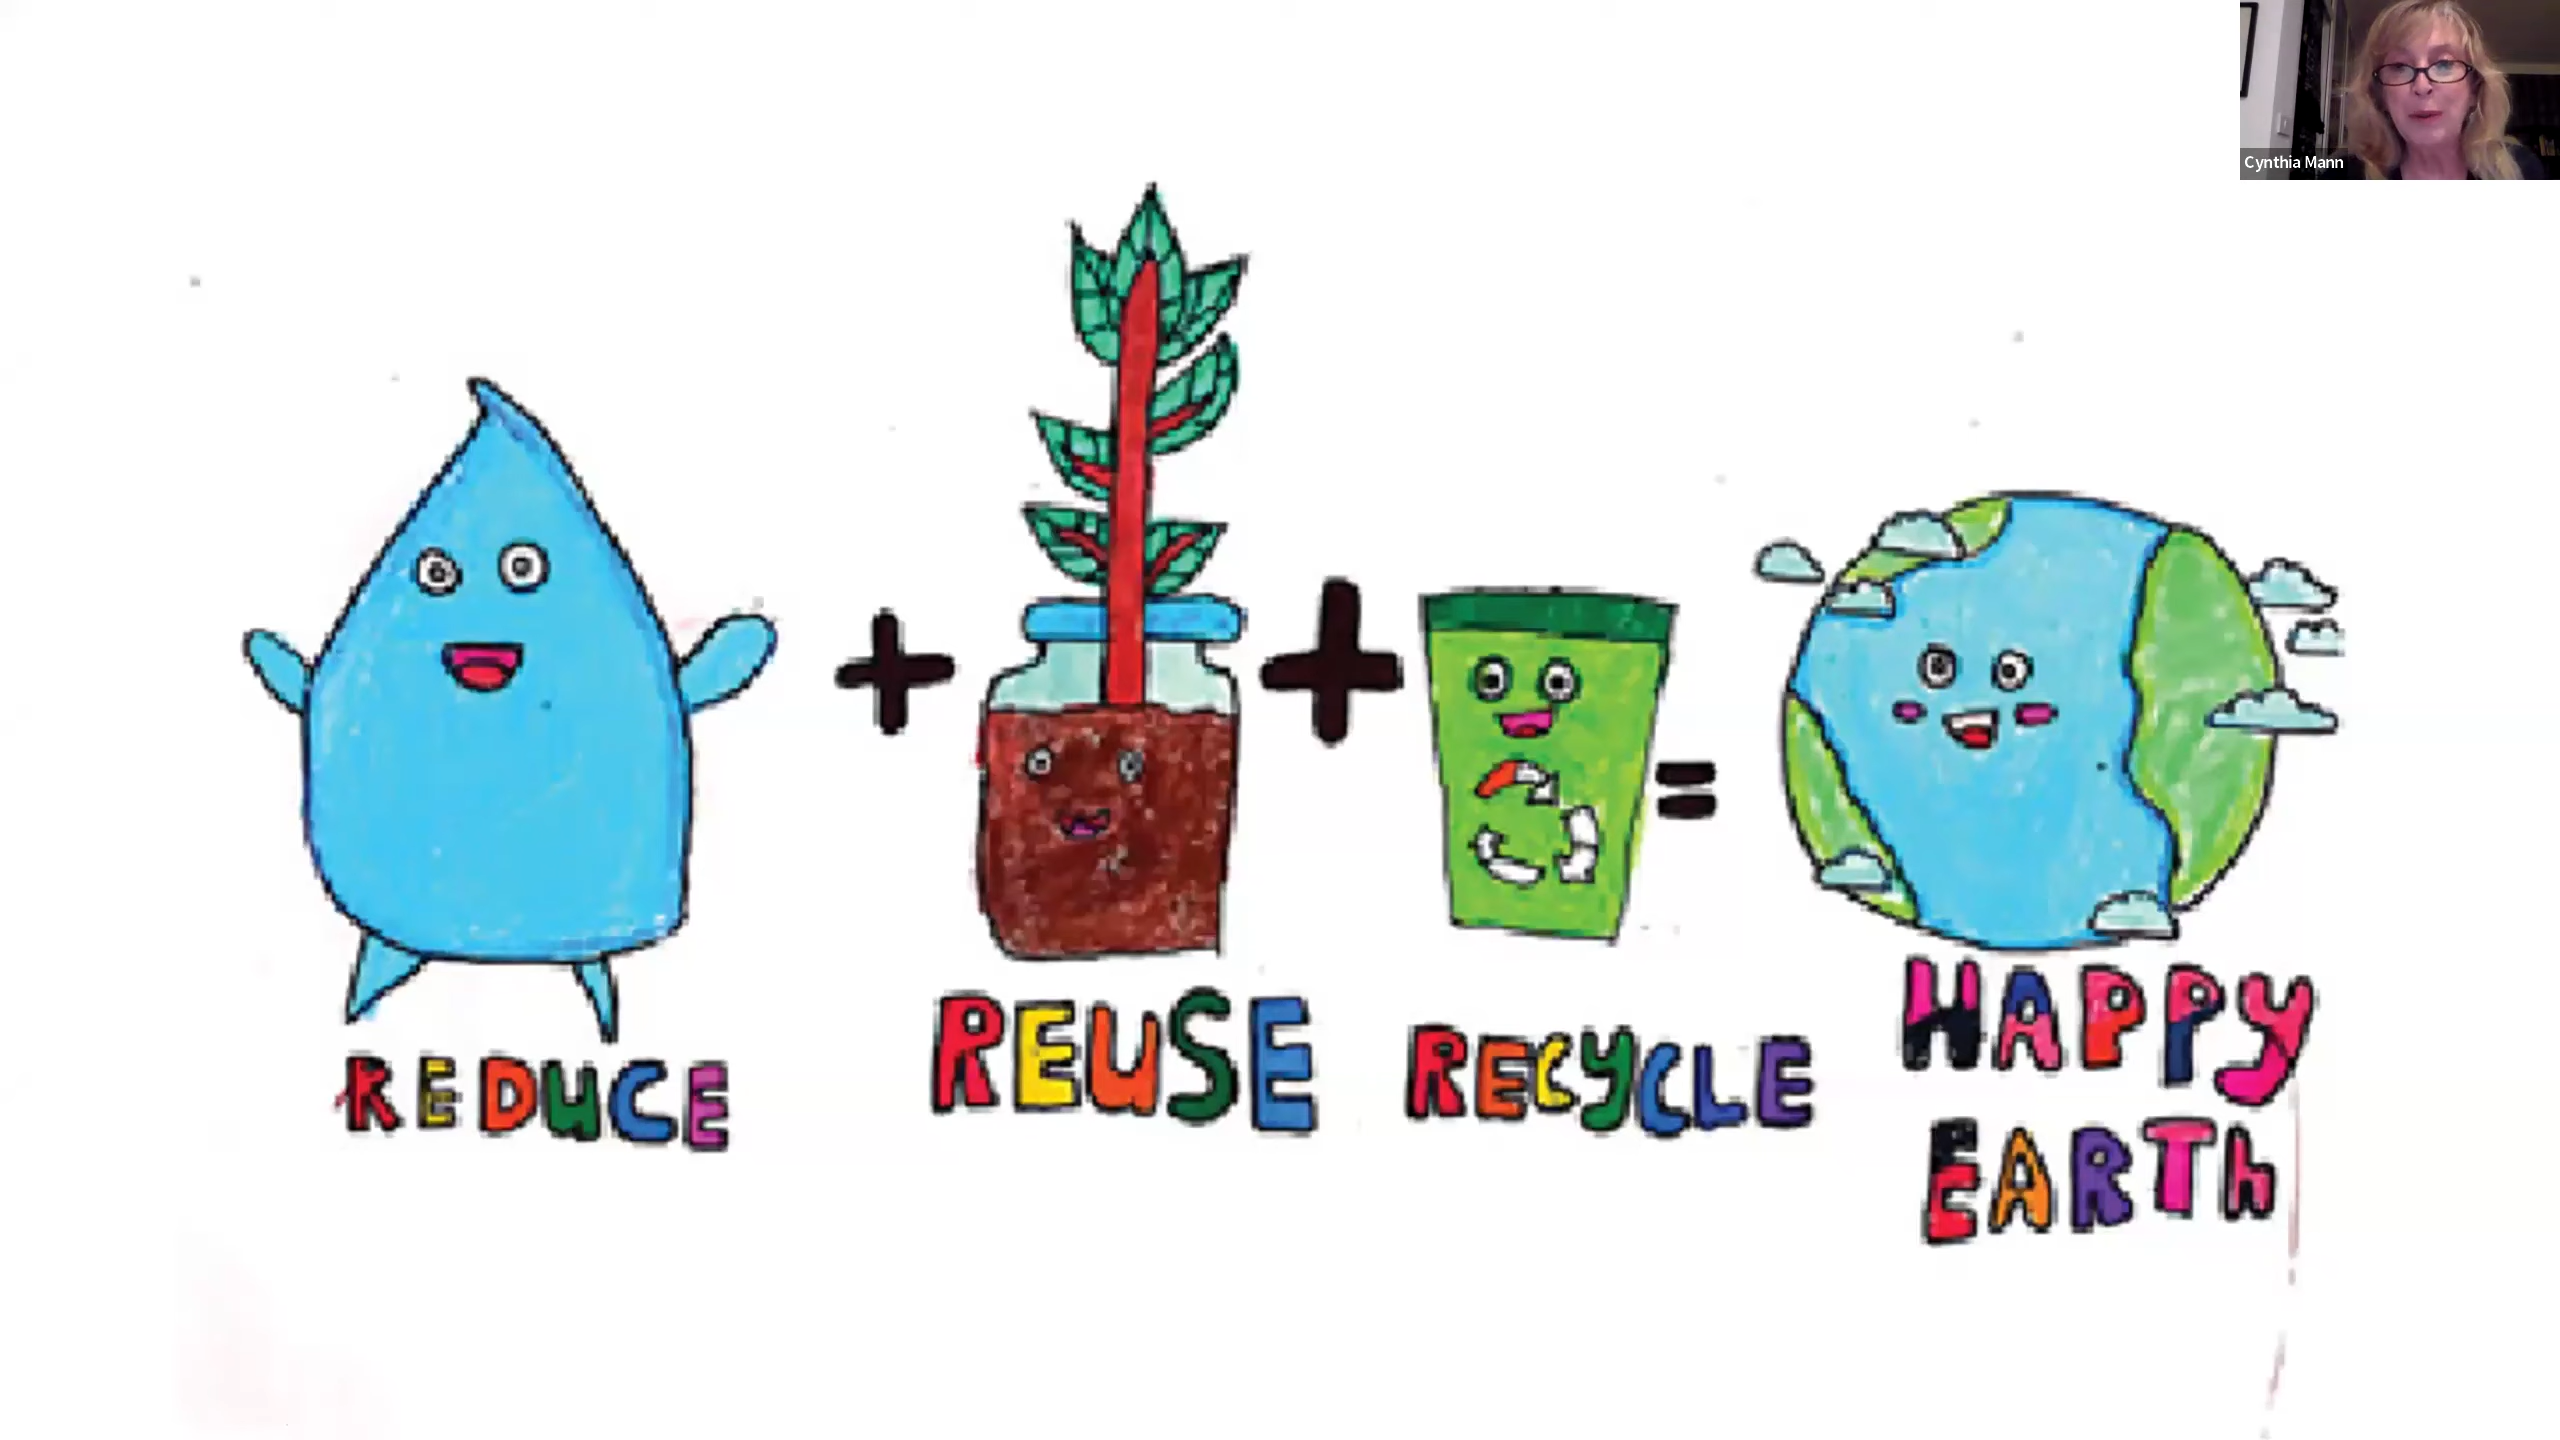 Cynthia Mann
+ + =
REDUCE REUSE RECYCLE HAPPY
EARTh